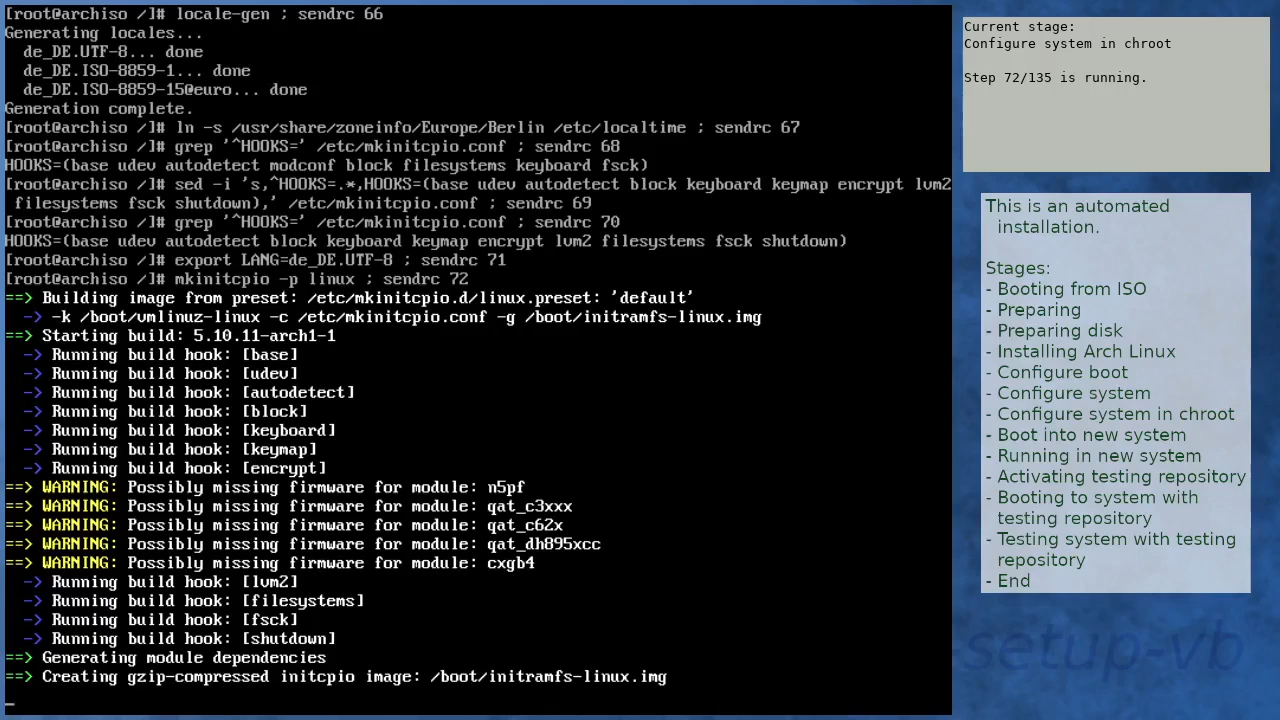 [root@archiso /]# locale-gen ; sendrc 66
Generating locales...
  de_DE.UTF-8... done
  de_DE.ISO-8859-1... done
  de_DE.ISO-8859-15@euro... done
Generation complete.
[root@archiso /]# ln -s /usr/share/zoneinfo/Europe/Berlin /etc/localtime ; sendrc 67
[root@archiso /]# grep '^HOOKS=' /etc/mkinitcpio.conf ; sendrc 68
HOOKS=(base udev autodetect modconf block filesystems keyboard fsck)
[root@archiso /]# sed -i 's,^HOOKS=.*,HOOKS=(base udev autodetect block keyboard keymap encrypt lvm2
 filesystems fsck shutdown),' /etc/mkinitcpio.conf ; sendrc 69
[root@archiso /]# grep '^HOOKS=' /etc/mkinitcpio.conf ; sendrc 70
HOOKS=(base udev autodetect block keyboard keymap encrypt lvm2 filesystems fsck shutdown)
[root@archiso /]# export LANG=de_DE.UTF-8 ; sendrc 71
[root@archiso /]# mkinitcpio -p linux ; sendrc 72
==> Building image from preset: /etc/mkinitcpio.d/linux.preset: 'default'
  -> -k /boot/vmlinuz-linux -c /etc/mkinitcpio.conf -g /boot/initramfs-linux.img
==> Starting build: 5.10.11-arch1-1
  -> Running build hook: [base]
  -> Running build hook: [udev]
  -> Running build hook: [autodetect]
  -> Running build hook: [block]
  -> Running build hook: [keyboard]
  -> Running build hook: [keymap]
  -> Running build hook: [encrypt]
==> WARNING: Possibly missing firmware for module: n5pf
==> WARNING: Possibly missing firmware for module: qat_c3xxx
==> WARNING: Possibly missing firmware for module: qat_c62x
==> WARNING: Possibly missing firmware for module: qat_dh895xcc
==> WARNING: Possibly missing firmware for module: cxgb4
  -> Running build hook: [lvm2]
  -> Running build hook: [filesystems]
  -> Running build hook: [fsck]
  -> Running build hook: [shutdown]
==> Generating module dependencies
==> Creating gzip-compressed initcpio image: /boot/initramfs-linux.img
Current stage:
Configure system in chroot
Step 72/135 is running.
This is an automated
installation.
Stages:
- Booting from ISO
- Preparing
- Preparing disk
- Installing Arch Linux
- Configure boot
- Configure system
- Configure system in chroot
- Boot into new system
- Running in new system
- Activating testing repository
- Booting to system with
testing repository
- Testing system with testing
repository
- End
-setup-vb